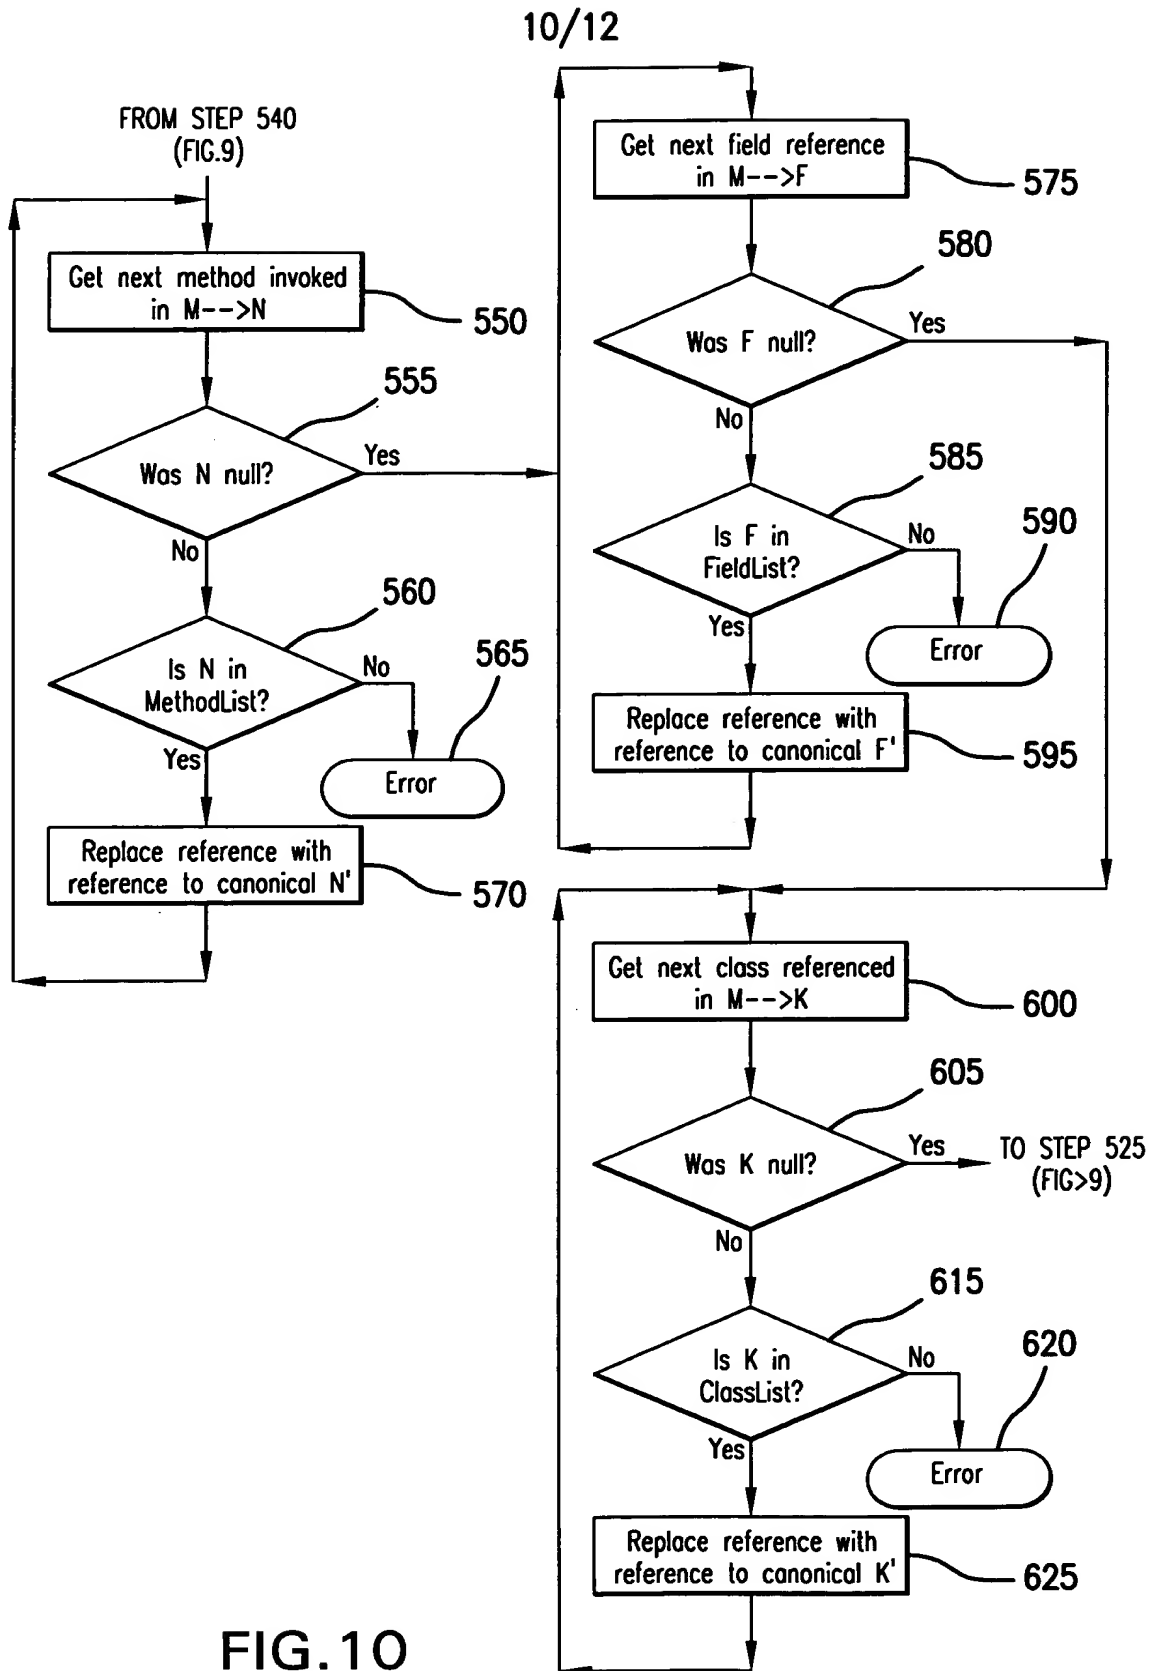 10/12
FROM STEP 540
(FIG.9)
Get next method invoked
in M-->N
550
555
Was N null?
Yes
No
560
Is N in
MethodList?
No
565
Yes
Error
Replace reference with
reference to canonical N'
570
Get next field reference
in M-->F
575
580
Was F null?
Yes
No
585
Is F in
FieldList?
No
590
Yes
Error
Replace reference with
reference to canonical F'
595
Get next class referenced
in M-->K
600
605
Was K null?
Yes
TO STEP 525
(FIG>9)
No
615
Is K in
ClassList?
No
620
Yes
Error
Replace reference with
reference to canonical K'
625
FIG.10